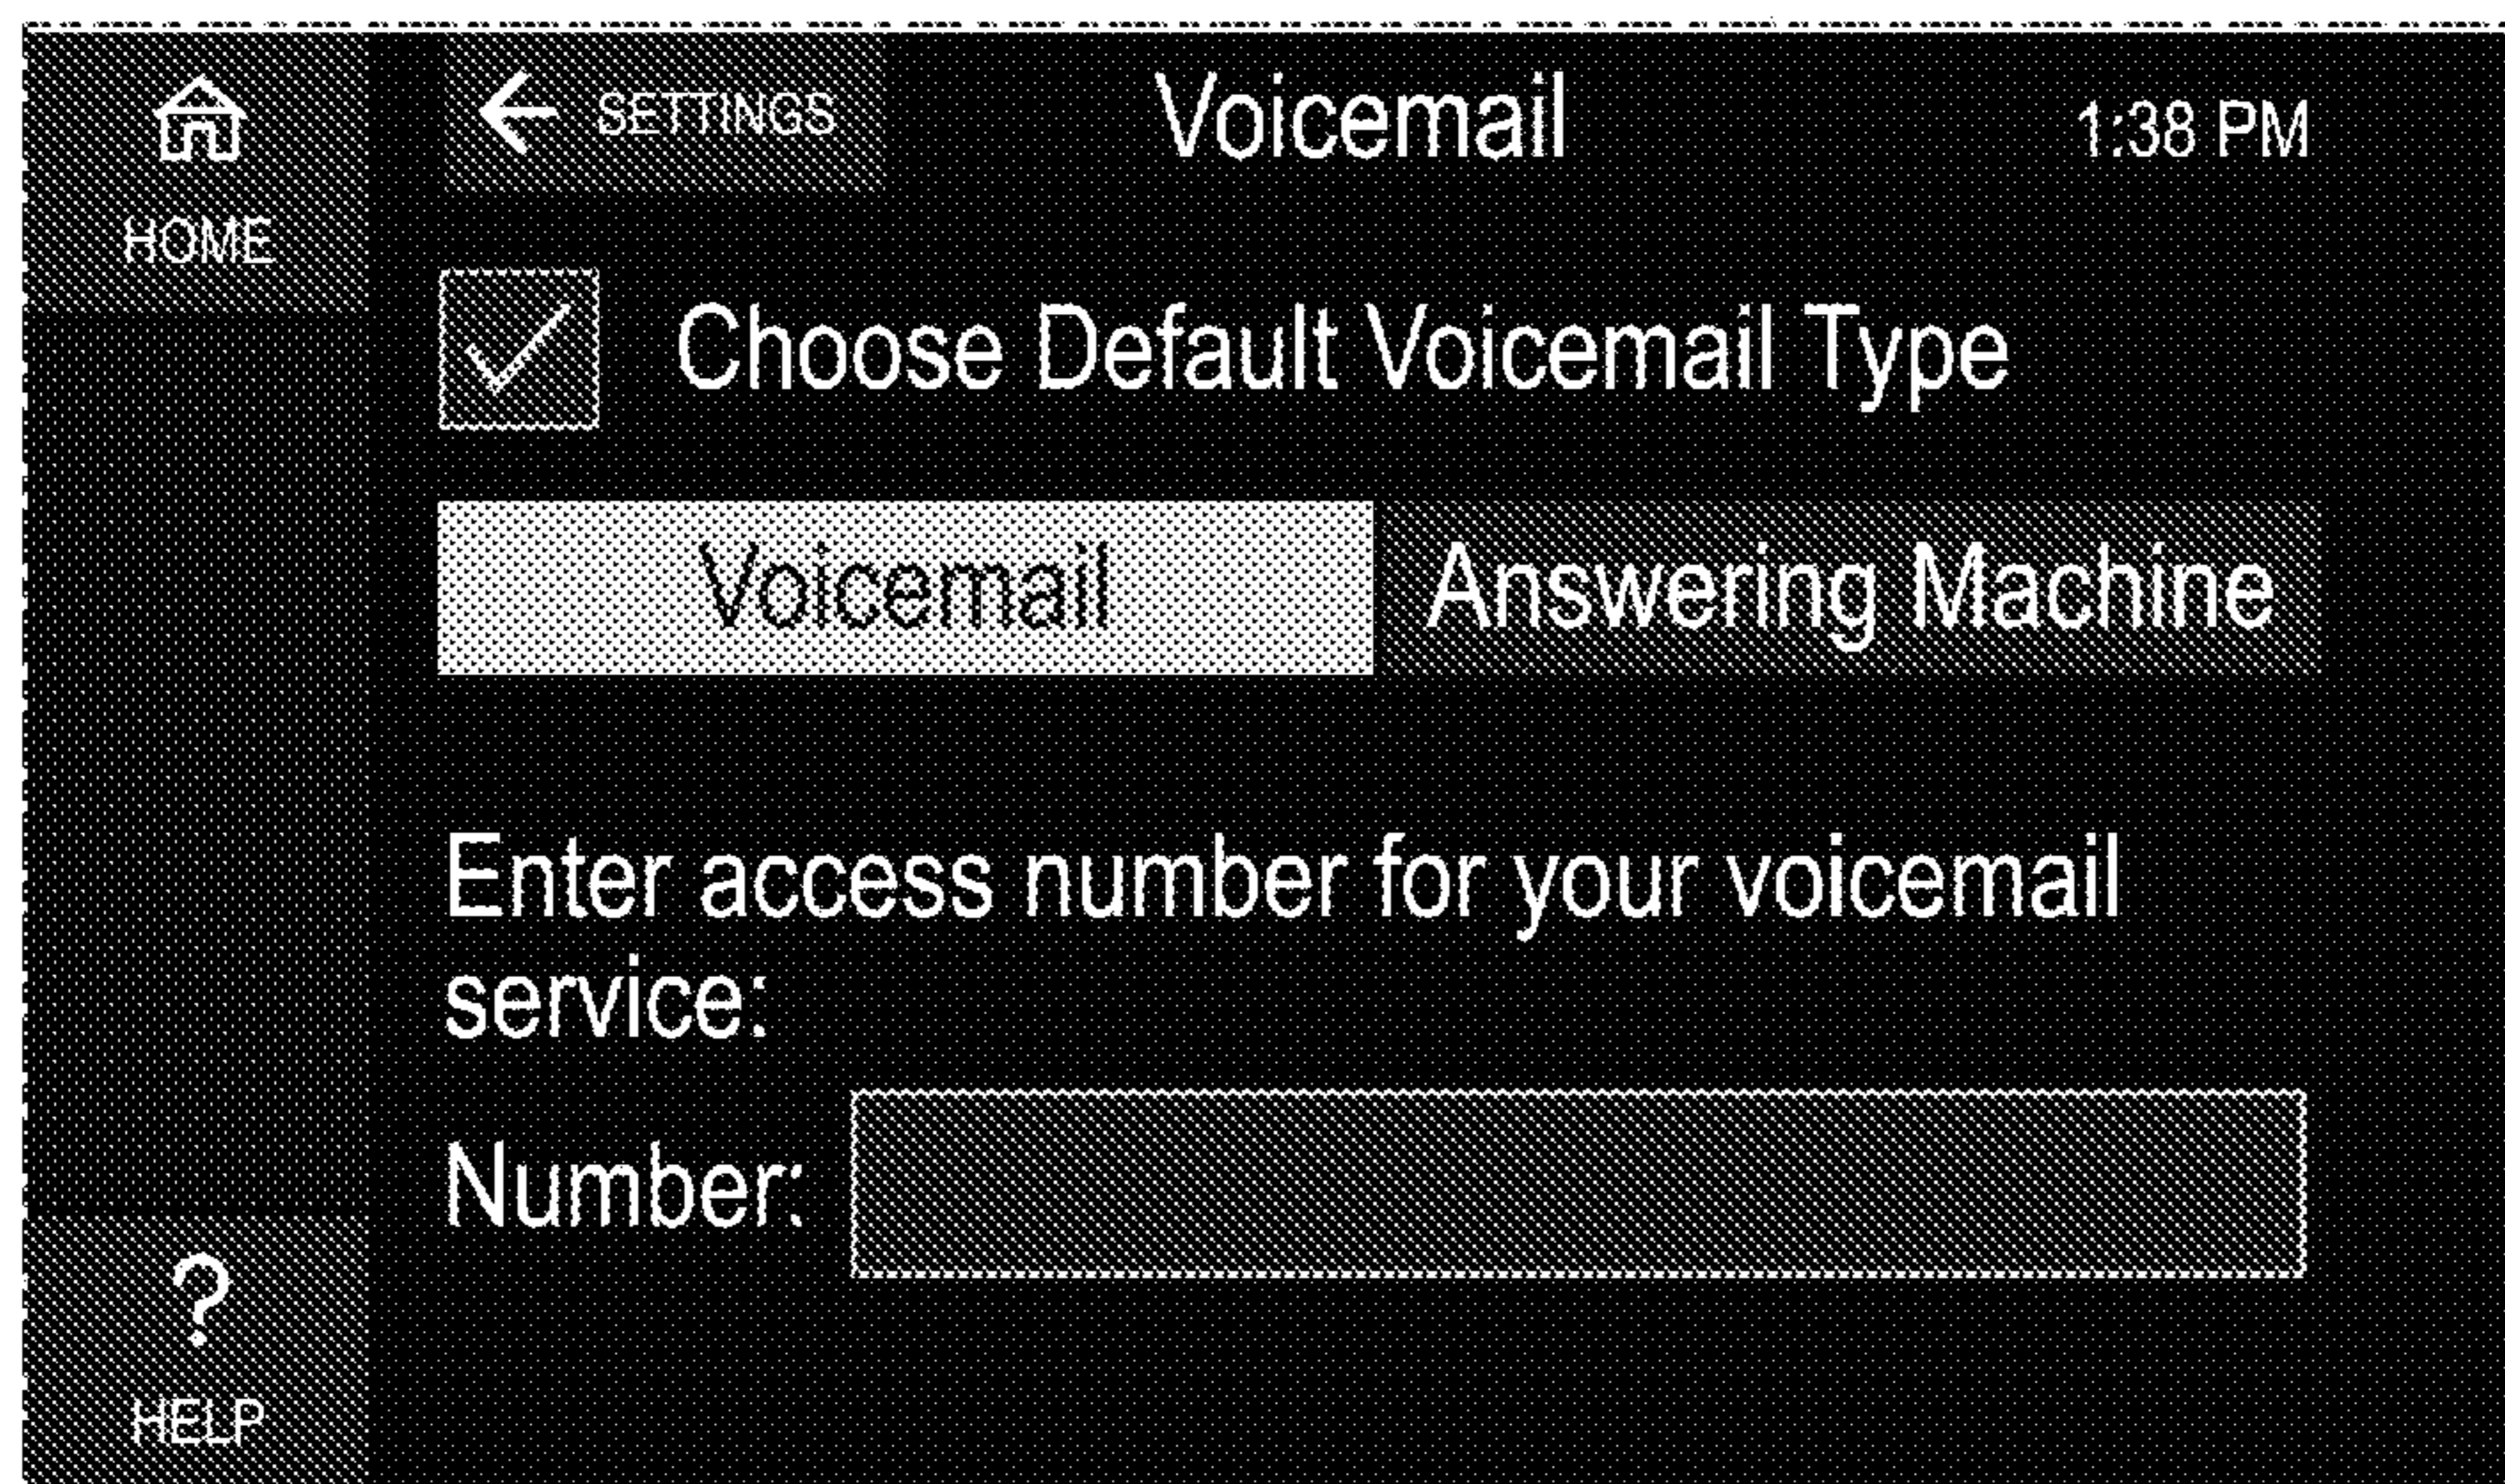 HOME
← SETTINGS
Voicemail
1:38 PM
Choose Default Voicemail Type
Voicemail
Answering Machine
Enter access number for your voicemail
service:
Number:
?
HELP